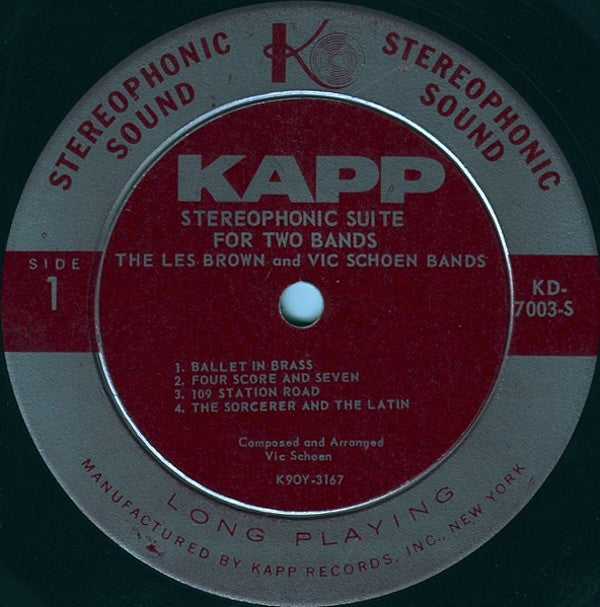 STEREOPHONIC
SOUND
K
STEREOPHONIC
SOUND
KAPP
STEREOPHONIC SUITE
FOR TWO BANDS
THE LES BROWN and VIC SCHOEN BANDS
SIDE
1
KD-
7003-S
1. BALLET IN BRASS
2. FOUR SCORE AND SEVEN
3. 109 STATION ROAD
4. THE SORCERER AND THE LATIN
Composed and Arranged
Vic Schoen
K90Y-3167
LONG PLAYING
MANUFACTURED BY KAPP RECORDS, INC., NEW YORK